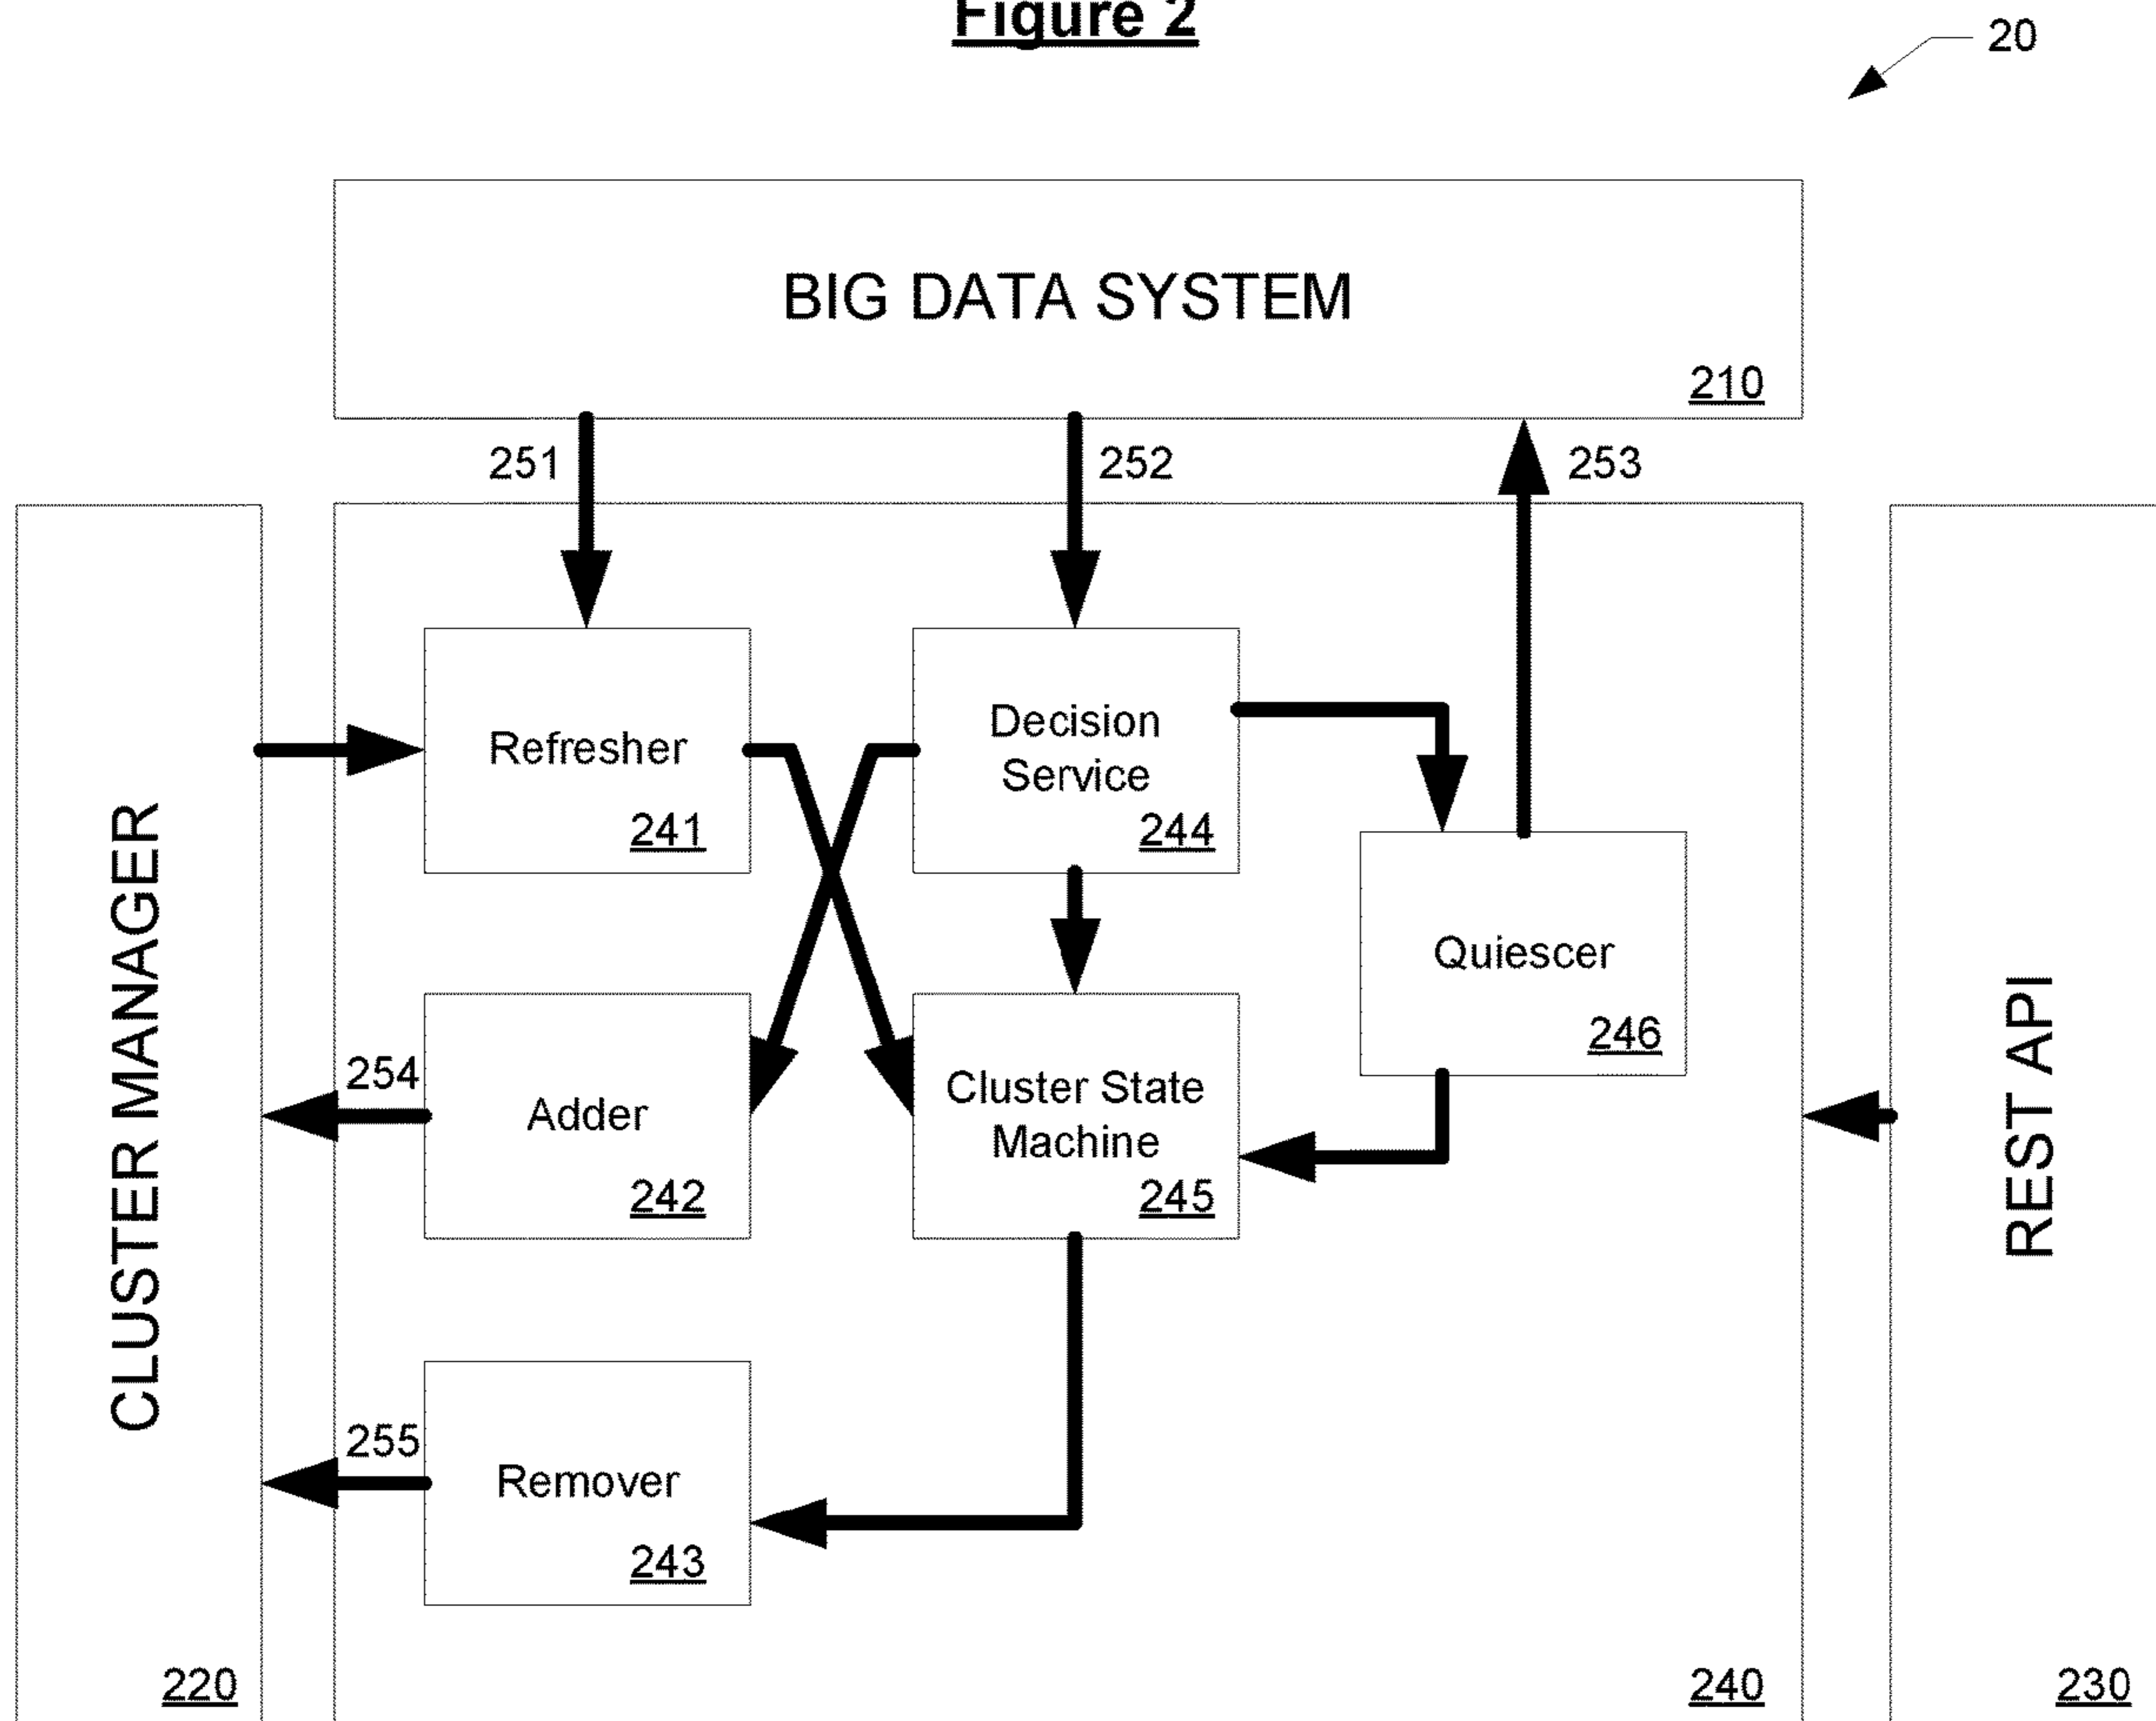 Figure 2
20
BIG DATA SYSTEM
210
251
252
253
CLUSTER MANAGER
220
Refresher
241
Decision
Service
244
Quiescer
246
254
Adder
242
Cluster State
Machine
245
255
Remover
243
240
REST API
230